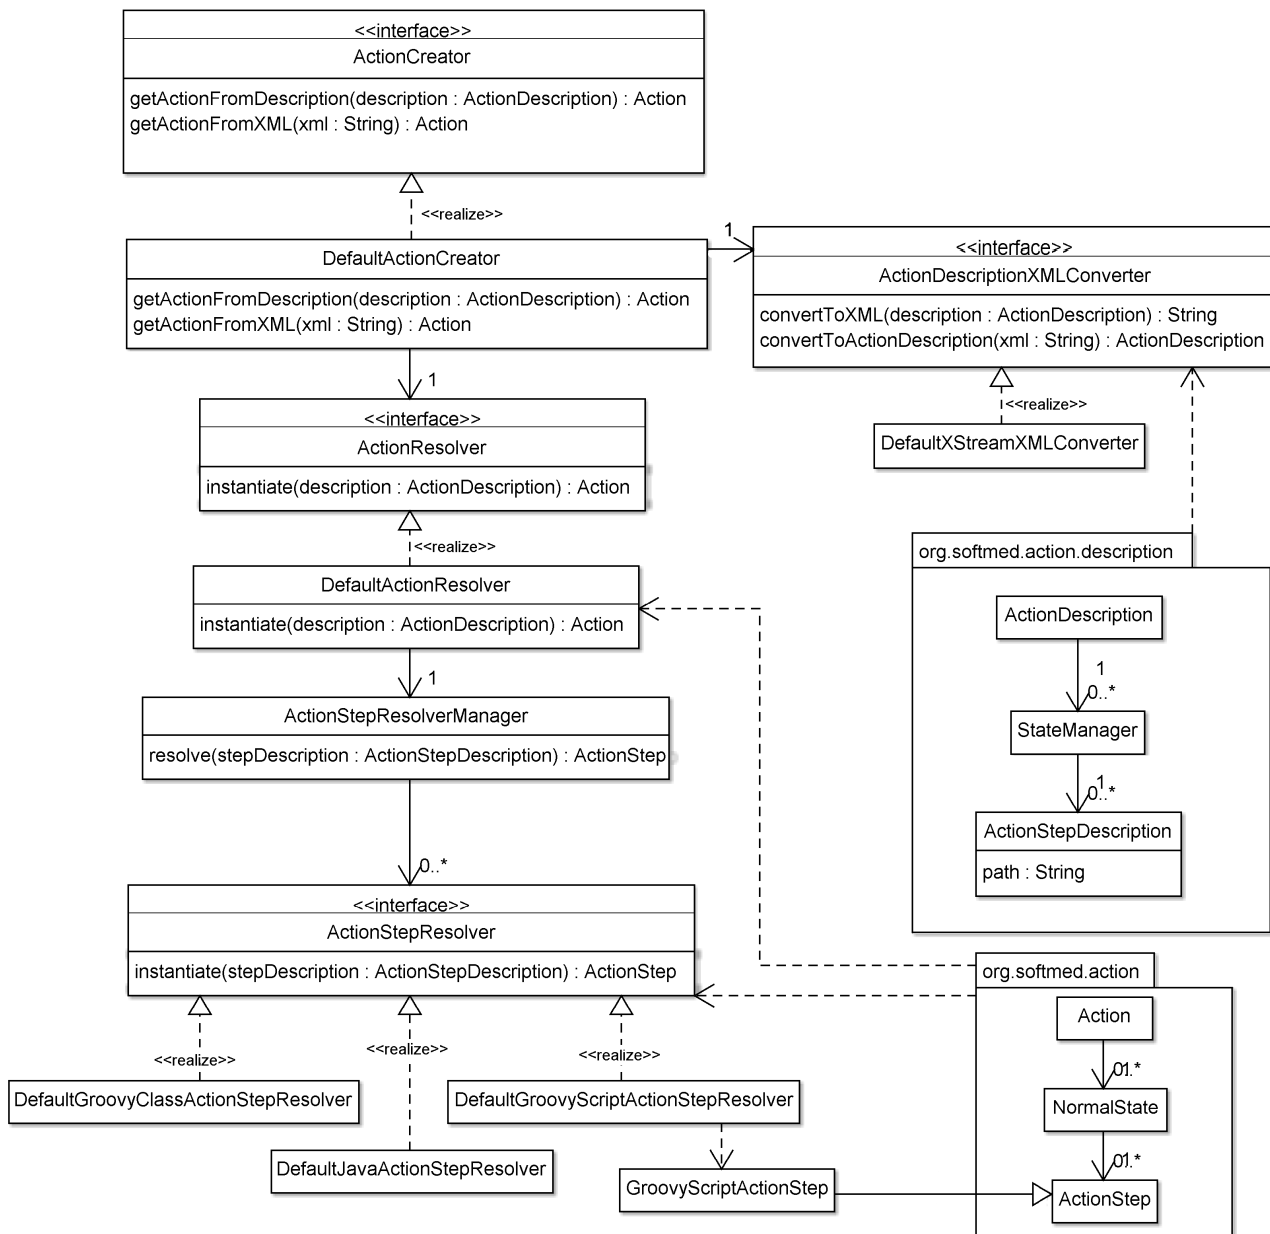 <<interface>>
ActionCreator
getActionFromDescription(description : ActionDescription) : Action
getActionFromXML(xml : String) : Action
<<realize>>
DefaultActionCreator
getActionFromDescription(description : ActionDescription) : Action
getActionFromXML(xml : String) : Action
1
<<interface>>
ActionDescriptionXMLConverter
convertToXML(description : ActionDescription) : String
convertToActionDescription(xml : String) : ActionDescription
<<realize>>
DefaultXStreamXMLConverter
1
<<interface>>
ActionResolver
instantiate(description : ActionDescription) : Action
<<realize>>
DefaultActionResolver
instantiate(description : ActionDescription) : Action
1
ActionStepResolverManager
resolve(stepDescription : ActionStepDescription) : ActionStep
0..*
<<interface>>
ActionStepResolver
instantiate(stepDescription : ActionStepDescription) : ActionStep
<<realize>>
<<realize>>
<<realize>>
DefaultGroovyClassActionStepResolver
DefaultJavaActionStepResolver
DefaultGroovyScriptActionStepResolver
GroovyScriptActionStep
org.softmed.action.description
ActionDescription
1
0..*
StateManager
1
0..*
ActionStepDescription
path : String
org.softmed.action
Action
0..*
1
NormalState
0..*
1
ActionStep